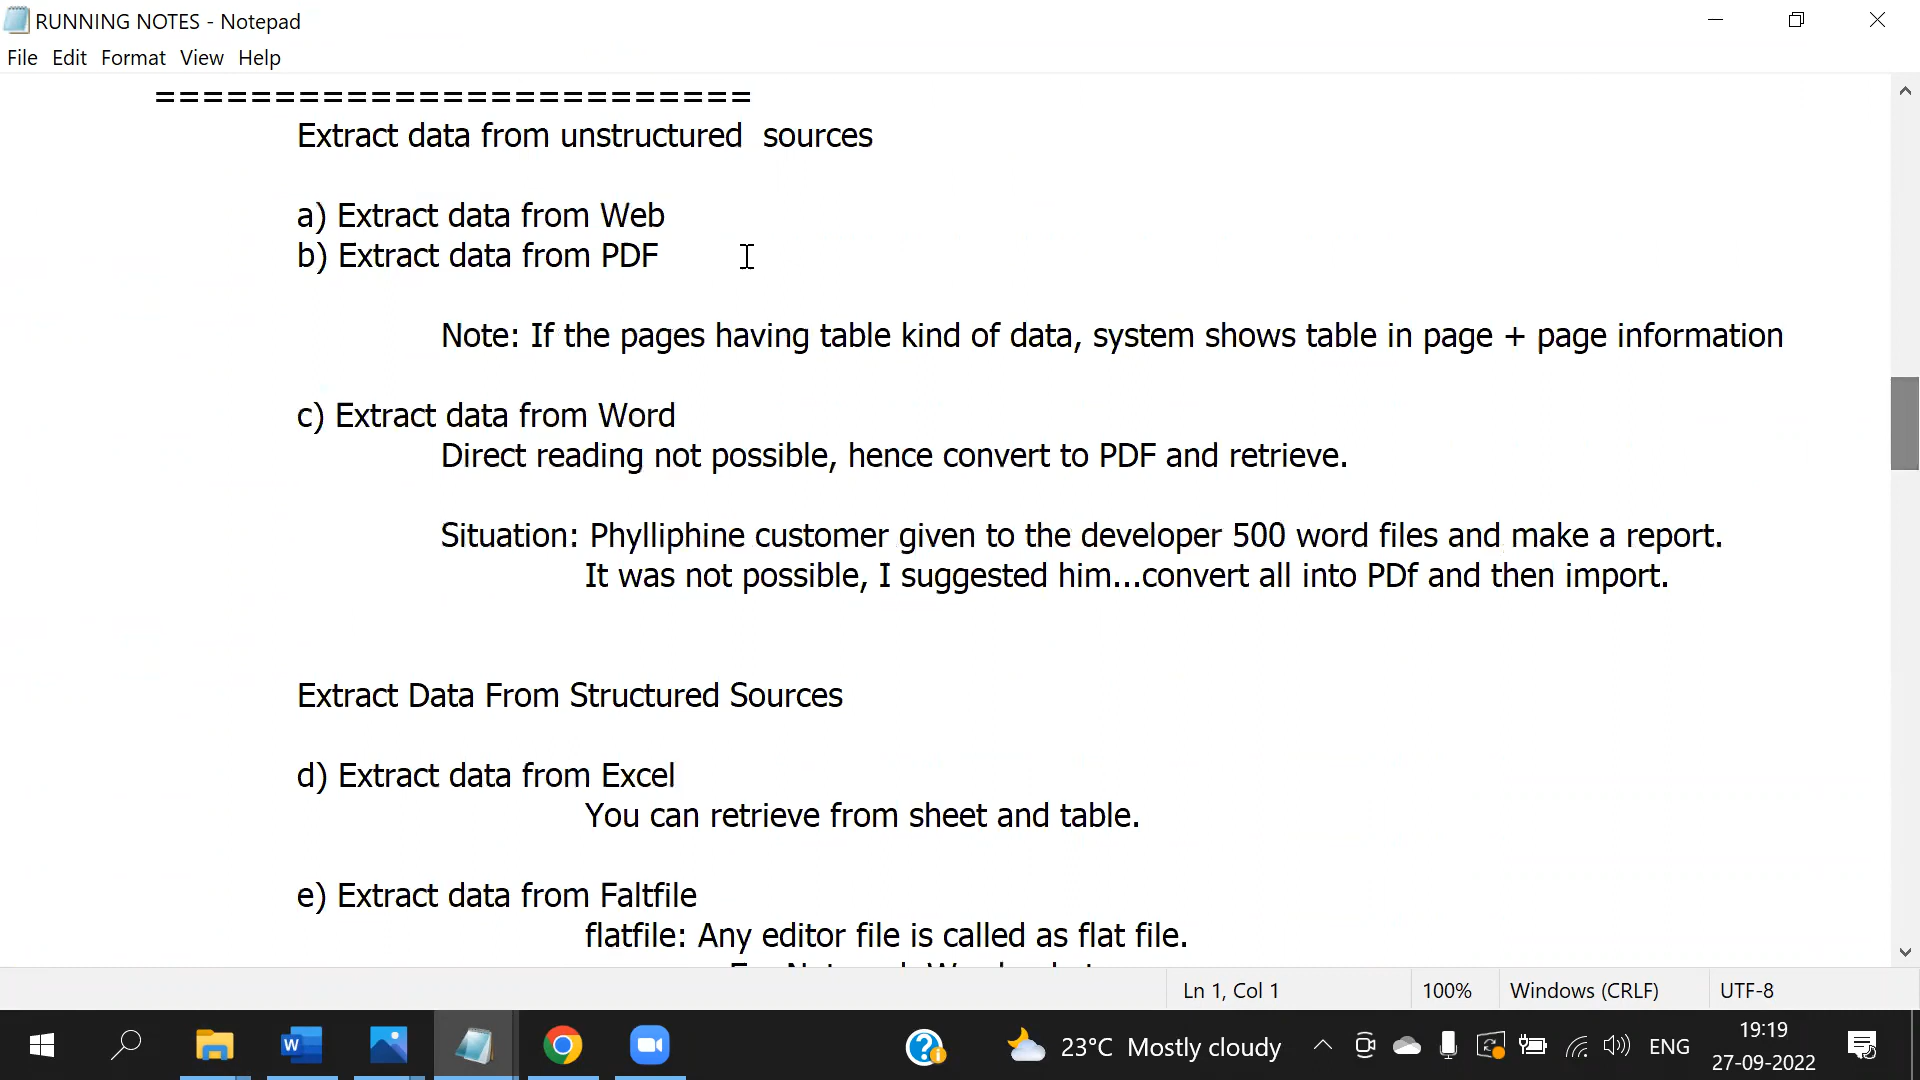 RUNNING NOTES - Notepad
File Edit Format View Help
=========================
Extract data from unstructured  sources
a) Extract data from Web
b) Extract data from PDF
Note: If the pages having table kind of data, system shows table in page + page information
c) Extract data from Word
Direct reading not possible, hence convert to PDF and retrieve.
Situation: Phylliphine customer given to the developer 500 word files and make a report.
It was not possible, I suggested him...convert all into PDf and then import.
Extract Data From Structured Sources
d) Extract data from Excel
You can retrieve from sheet and table.
e) Extract data from Faltfile
flatfile: Any editor file is called as flat file.
Ln 1, Col 1 100% Windows (CRLF) UTF-8
23°C Mostly cloudy ENG 19:19
27-09-2022